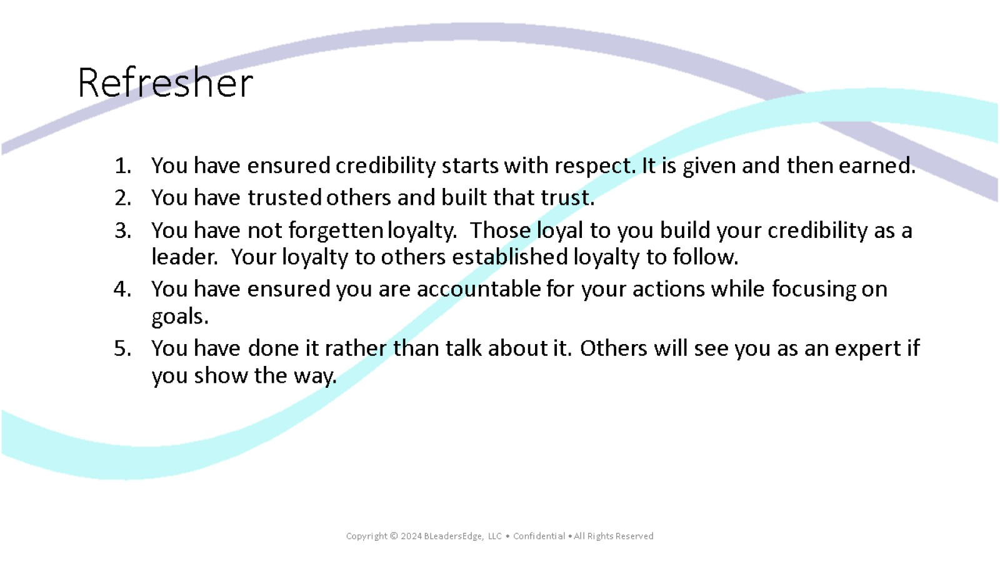 Refresher
1. You have ensured credibility starts with respect. It is given and then earned.
2. You have trusted others and built that trust.
3. You have not forgetten loyalty.  Those loyal to you build your credibility as a
leader.  Your loyalty to others established loyalty to follow.
4. You have ensured you are accountable for your actions while focusing on
goals.
5. You have done it rather than talk about it. Others will see you as an expert if
you show the way.
Copyright © 2024 BLeadersEdge, LLC • Confidential • All Rights Reserved